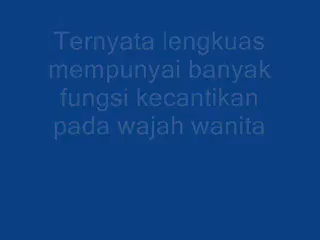 Ternyata lengkuas
mempunyai banyak
fungsi kecantikan
pada wajah wanita